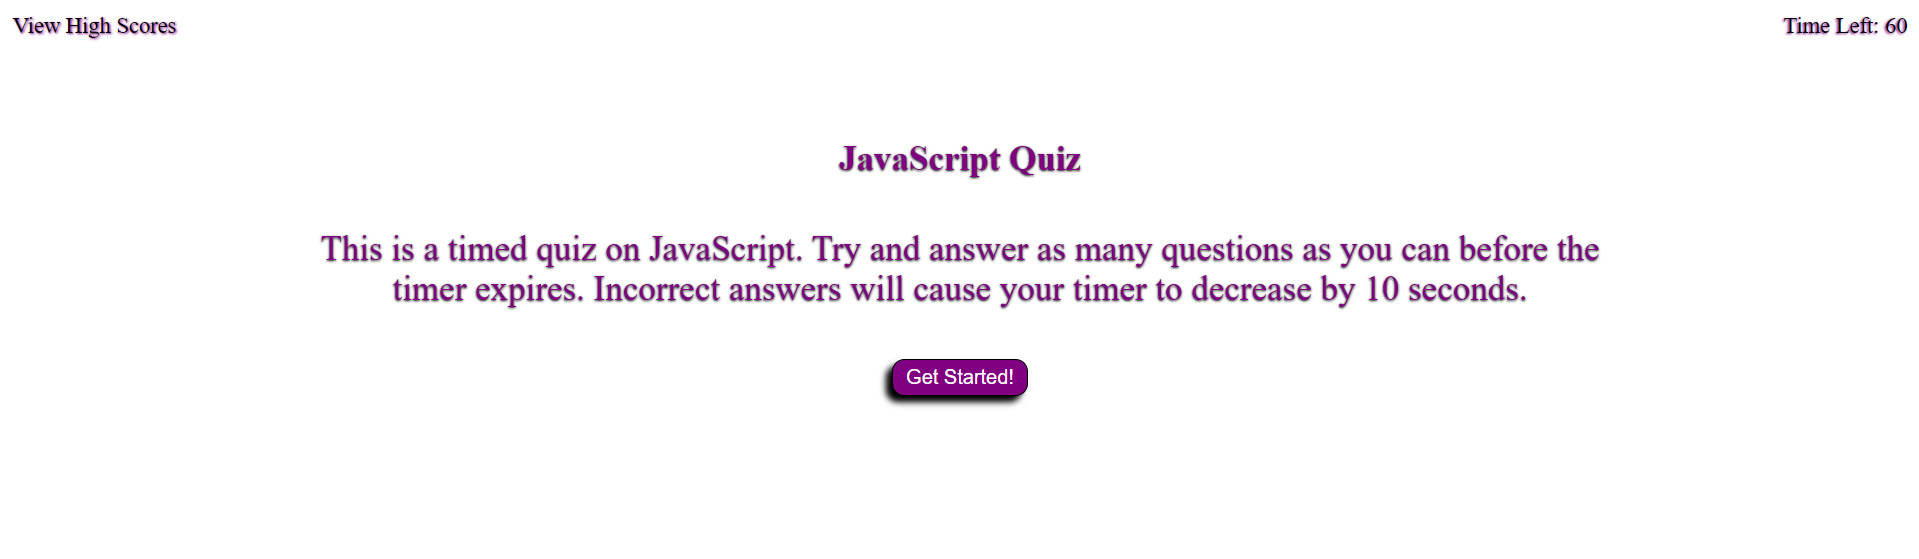 View High Scores
Time Left: 60
JavaScript Quiz
This is a timed quiz on JavaScript. Try and answer as many questions as you can before the
timer expires. Incorrect answers will cause your timer to decrease by 10 seconds.
Get Started!